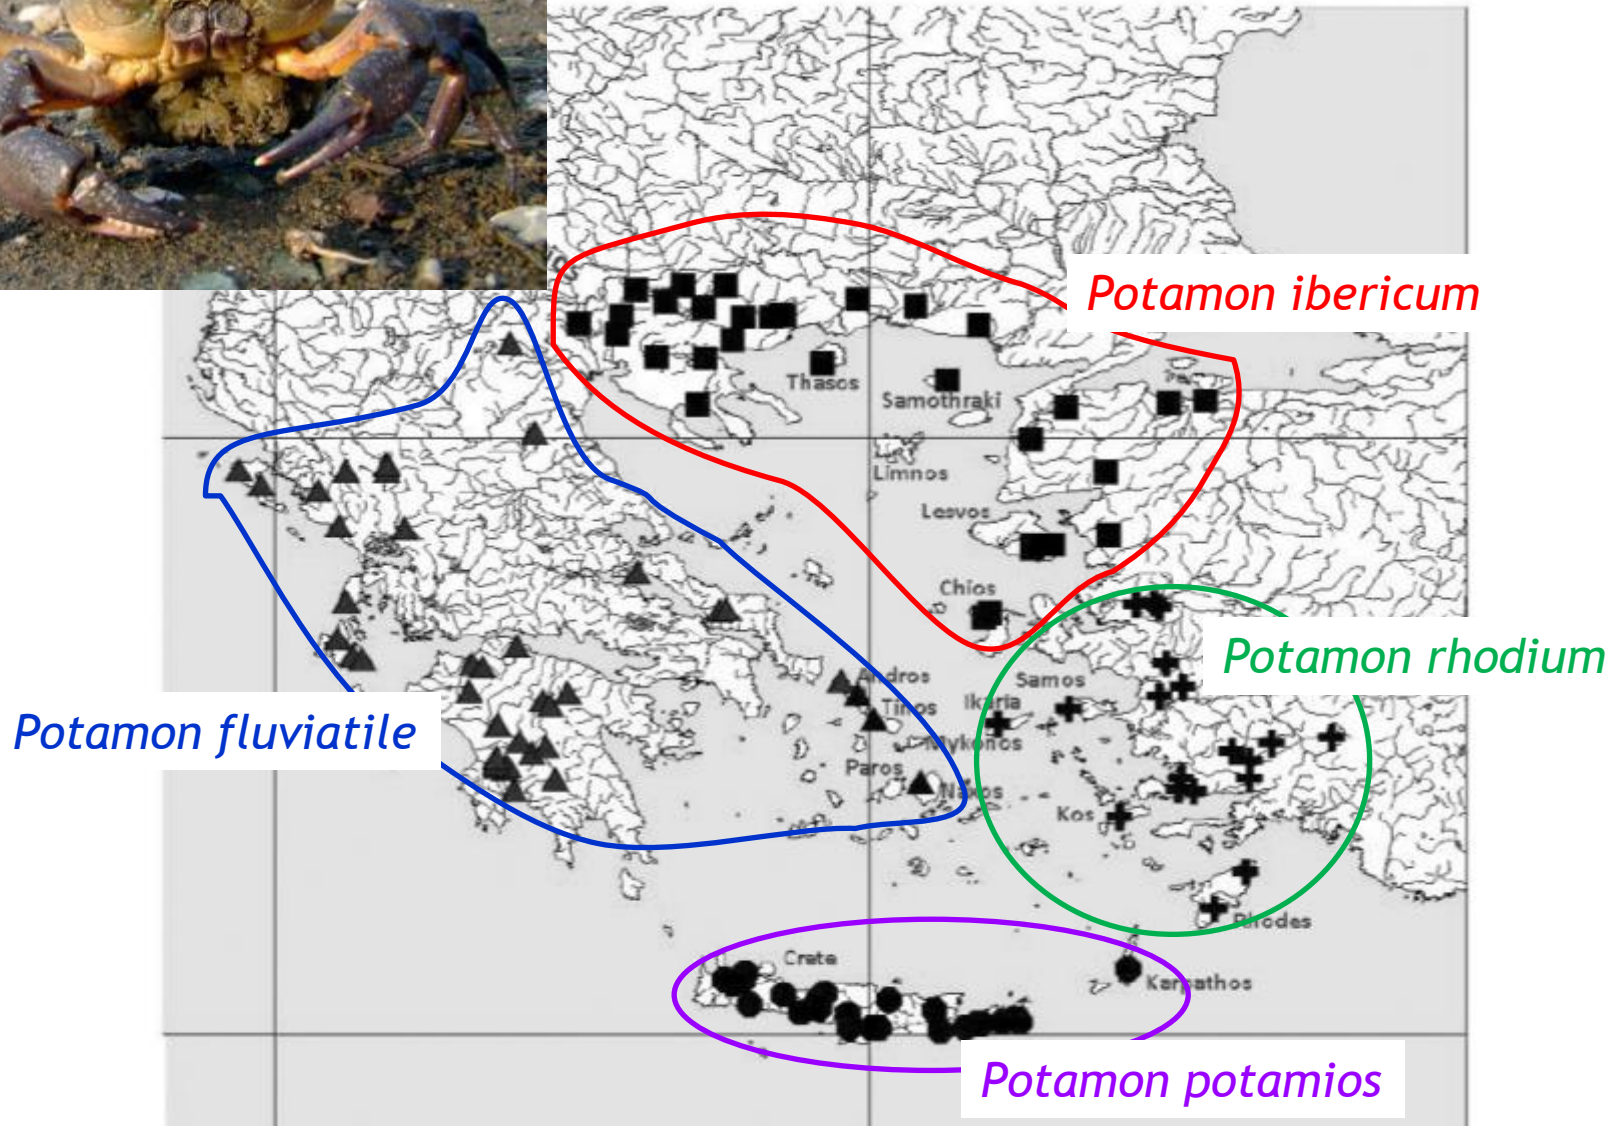 Potamon ibericum
Thasos
Samothraki
Limnos
Lesvos
Chios
Potamon rhodium
Andros
Samos
Ikaria
Tinos
Potamon fluviatile
Mykonos
Paros
Naxos
Kos
Rhodes
Crete
Karpathos
Potamon potamios